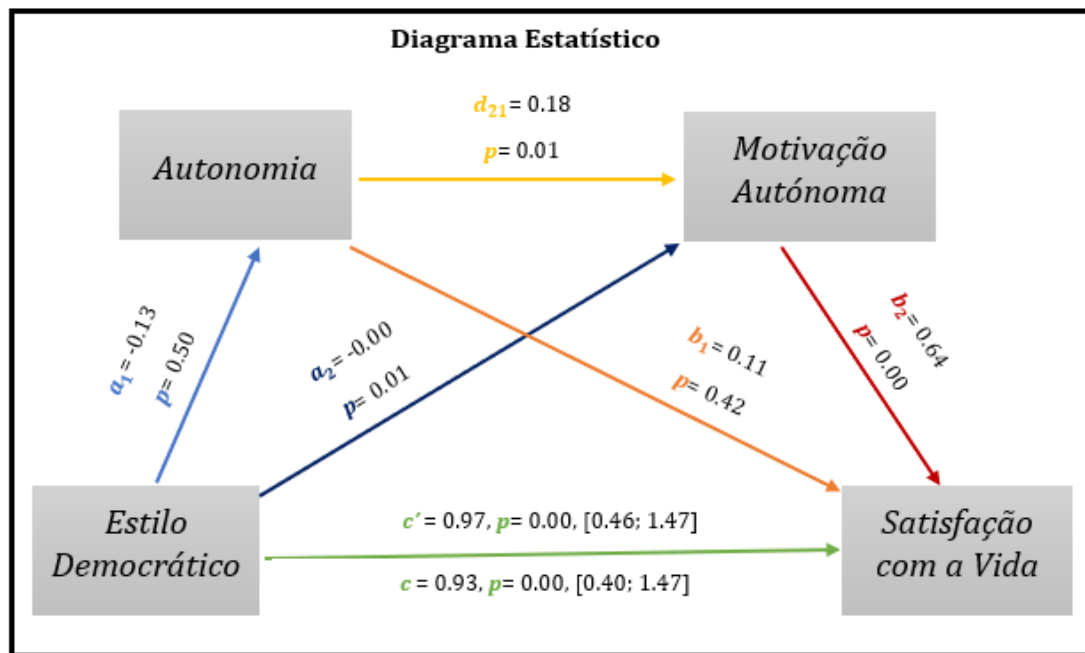 Diagrama Estatístico
d21= 0.18
p= 0.01
Autonomia
Motivação
Autónoma
a1 = -0.13
p= 0.50
a2 = -0.00
p= 0.01
b1 = 0.11
p= 0.42
b2 = 0.64
p= 0.00
Estilo
Democrático
c′ = 0.97, p= 0.00, [0.46; 1.47]
c = 0.93, p= 0.00, [0.40; 1.47]
Satisfação
com a Vida